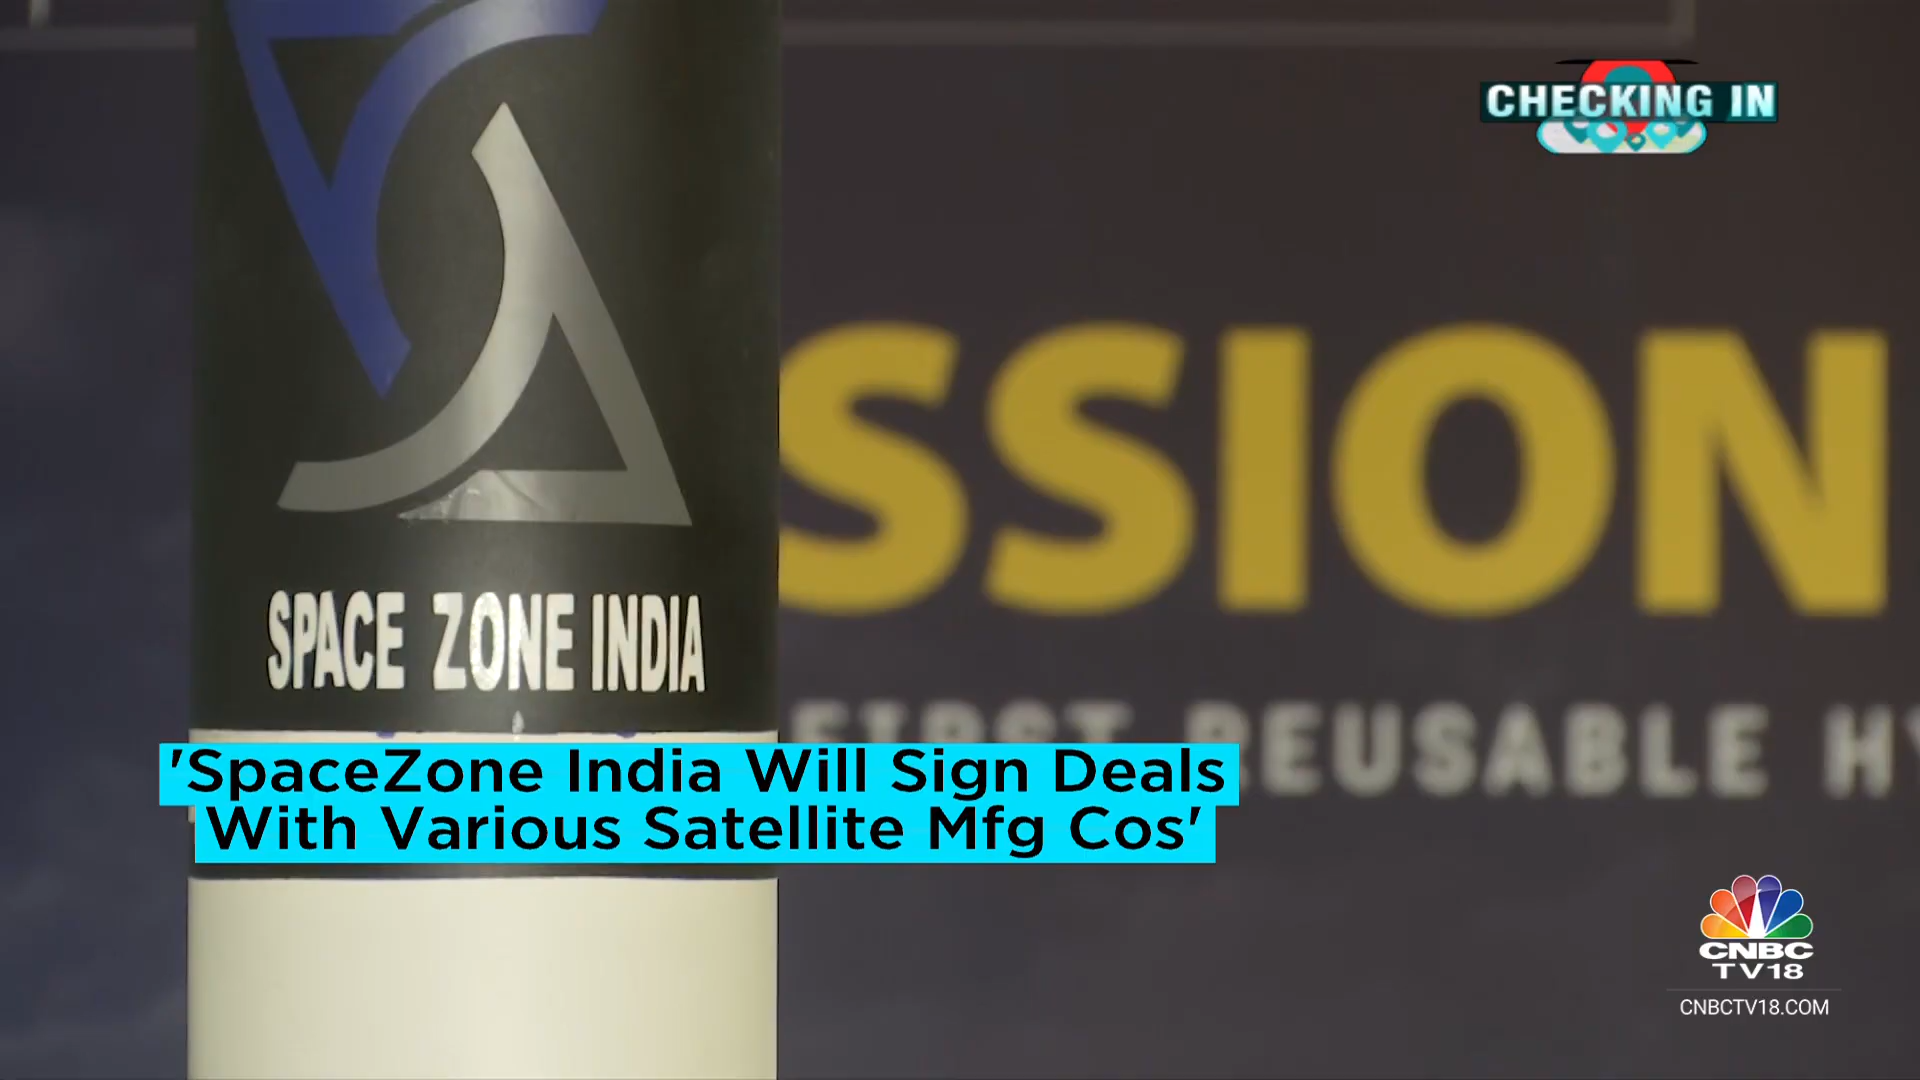 CHECKING IN
SSION
SPACE ZONE INDIA
FIRST REUSABLE
'SpaceZone India Will Sign Deals
With Various Satellite Mfg Cos'
CNBC
TV18
CNBCTV18.COM